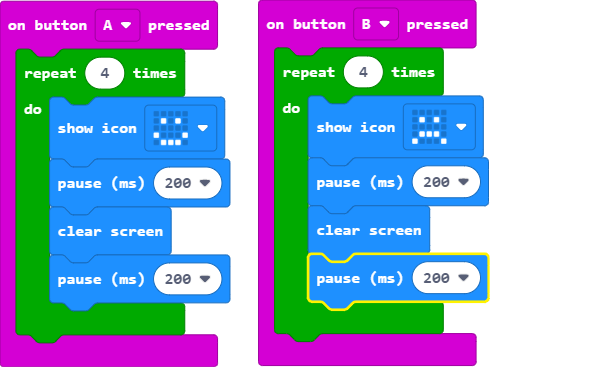 on button A pressed
repeat 4 times
do
show icon
pause (ms) 200
clear screen
pause (ms) 200
on button B pressed
repeat 4 times
do
show icon
pause (ms) 200
clear screen
pause (ms) 200